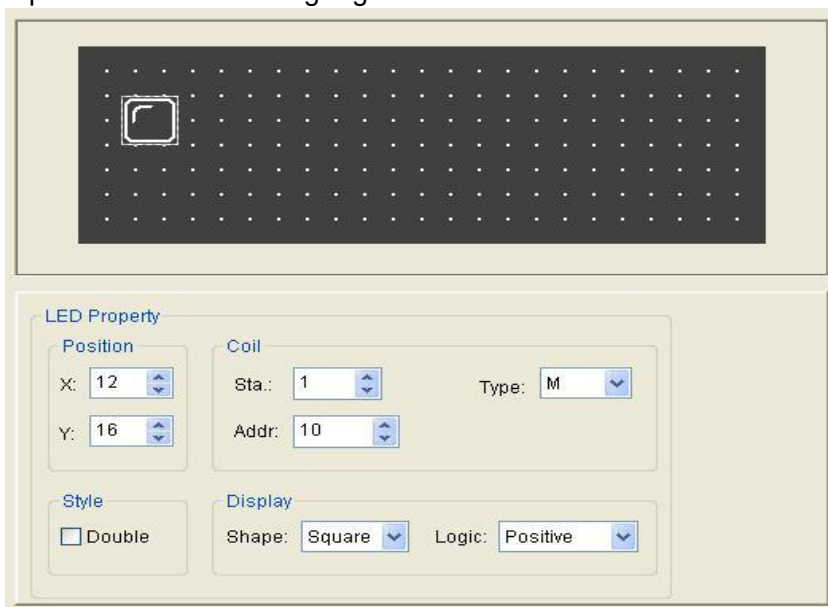 LED Property
Position
Coil
X: 12
Sta.: 1
Type: M
Y: 16
Addr: 10
Style
Display
Double
Shape: Square
Logic: Positive